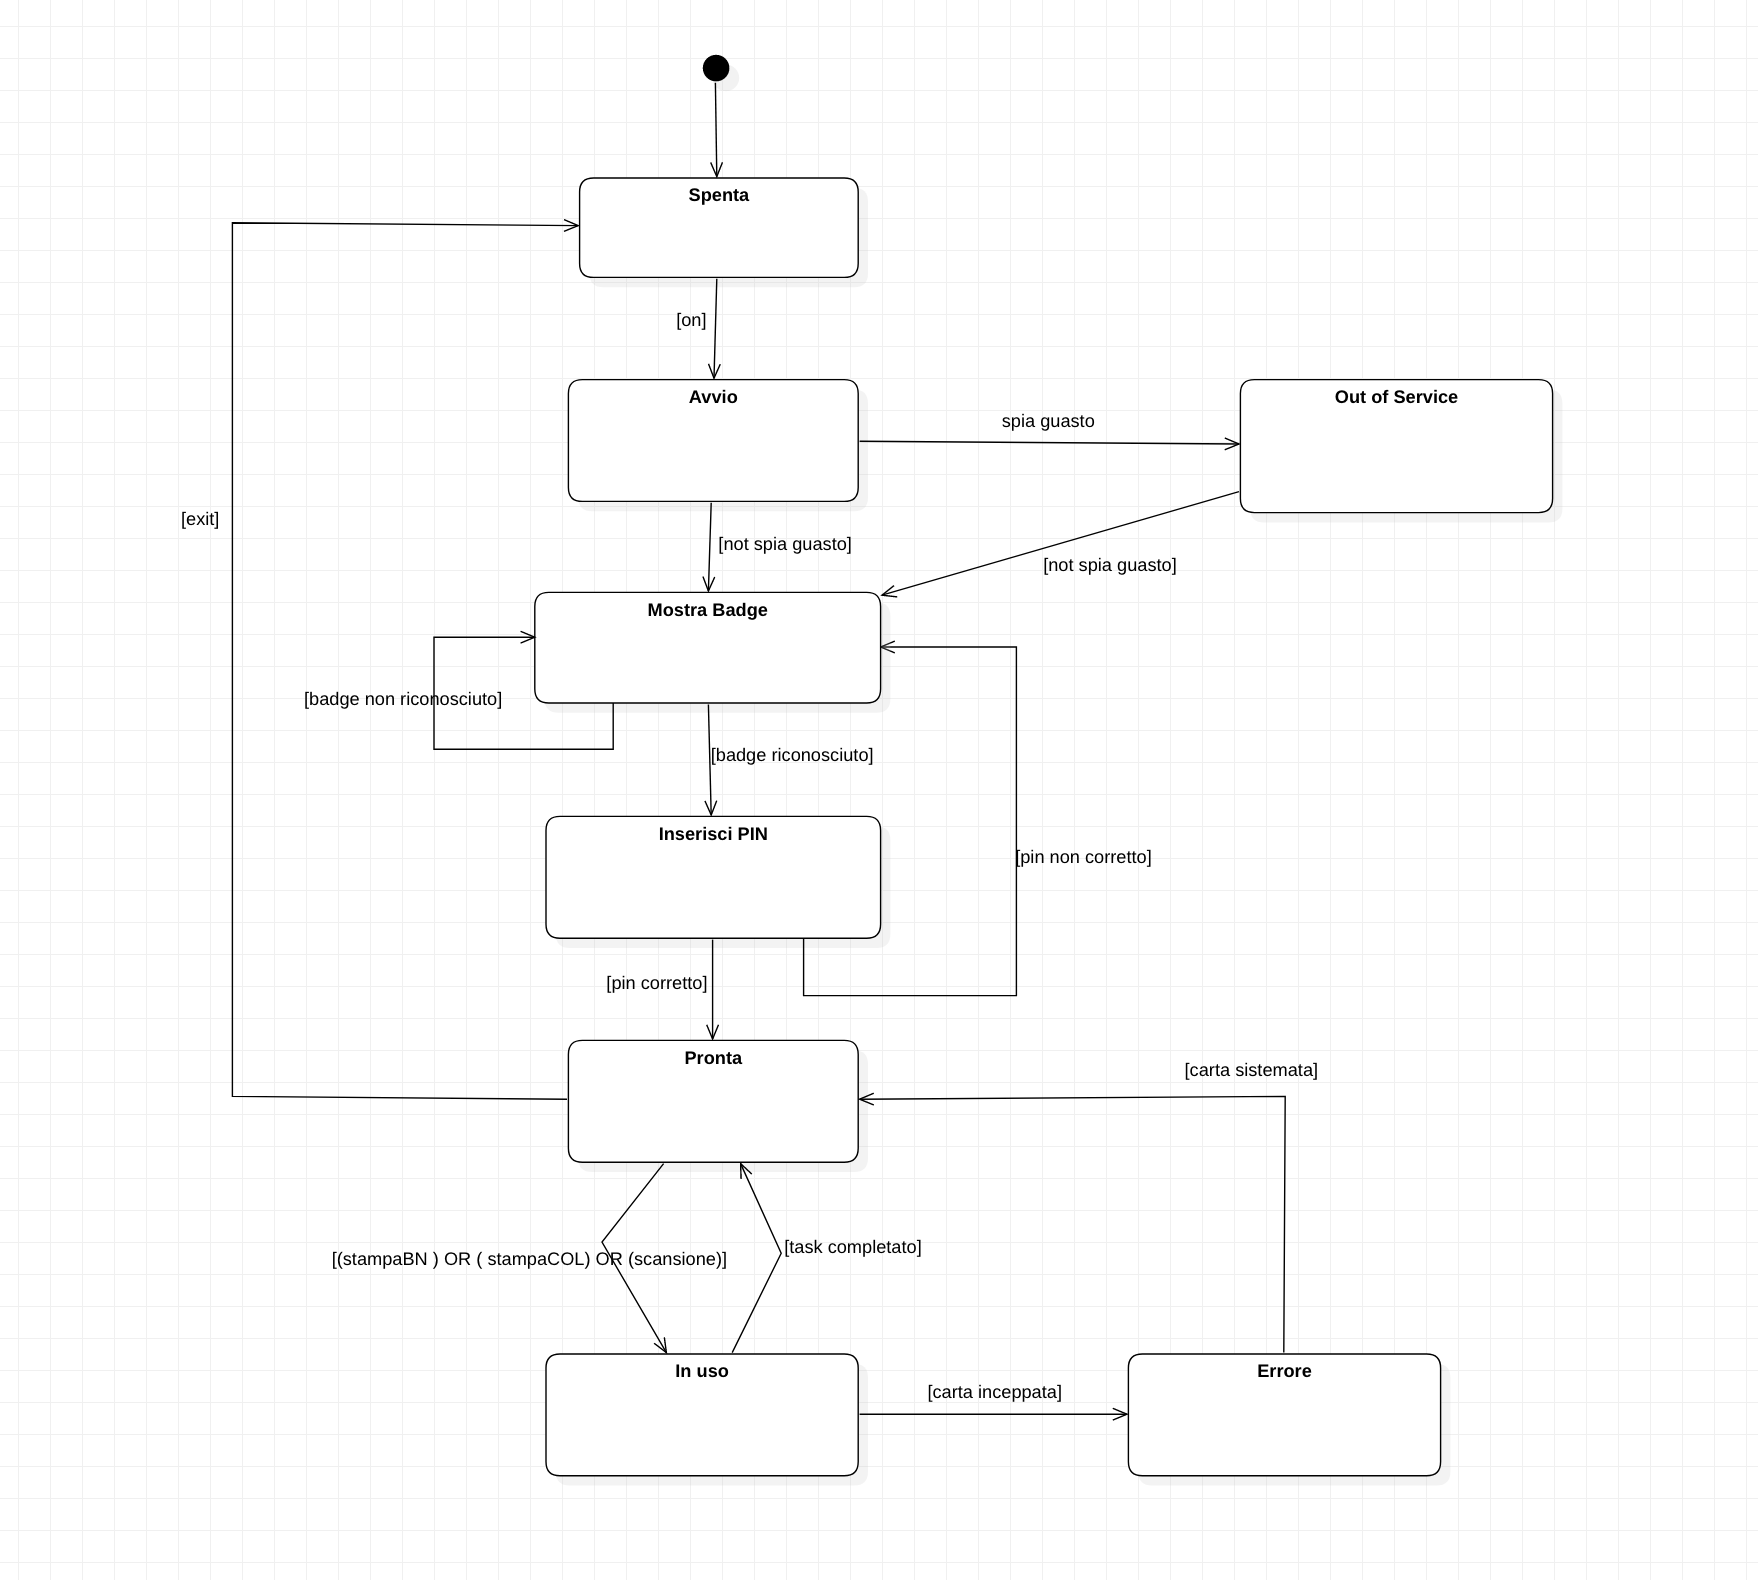 Spenta
[on]
Avvio
Out of Service
spia guasto
[exit]
[not spia guasto]
[not spia guasto]
Mostra Badge
[badge non riconosciuto]
[badge riconosciuto]
Inserisci PIN
[pin non corretto]
[pin corretto]
Pronta
[carta sistemata]
[task completato]
[(stampaBN ) OR ( stampaCOL) OR (scansione)]
In uso
Errore
[carta inceppata]